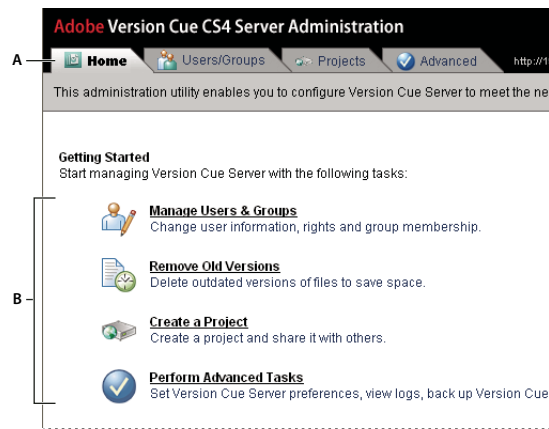 Adobe Version Cue CS4 Server Administration
A Home Users/Groups Projects Advanced http://1
This administration utility enables you to configure Version Cue Server to meet the ne
Getting Started
Start managing Version Cue Server with the following tasks:
Manage Users & Groups
Change user information, rights and group membership.
Remove Old Versions
Delete outdated versions of files to save space.
B
Create a Project
Create a project and share it with others.
Perform Advanced Tasks
Set Version Cue Server preferences, view logs, back up Version Cue